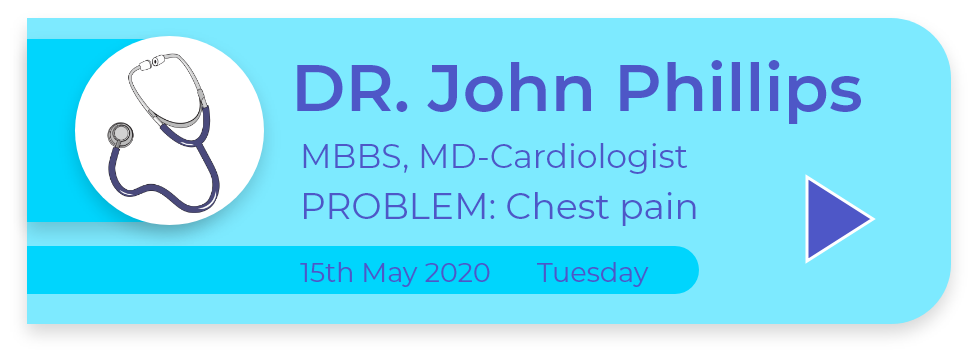 DR. John Phillips
MBBS, MD-Cardiologist
PROBLEM: Chest pain
15th May 2020 Tuesday